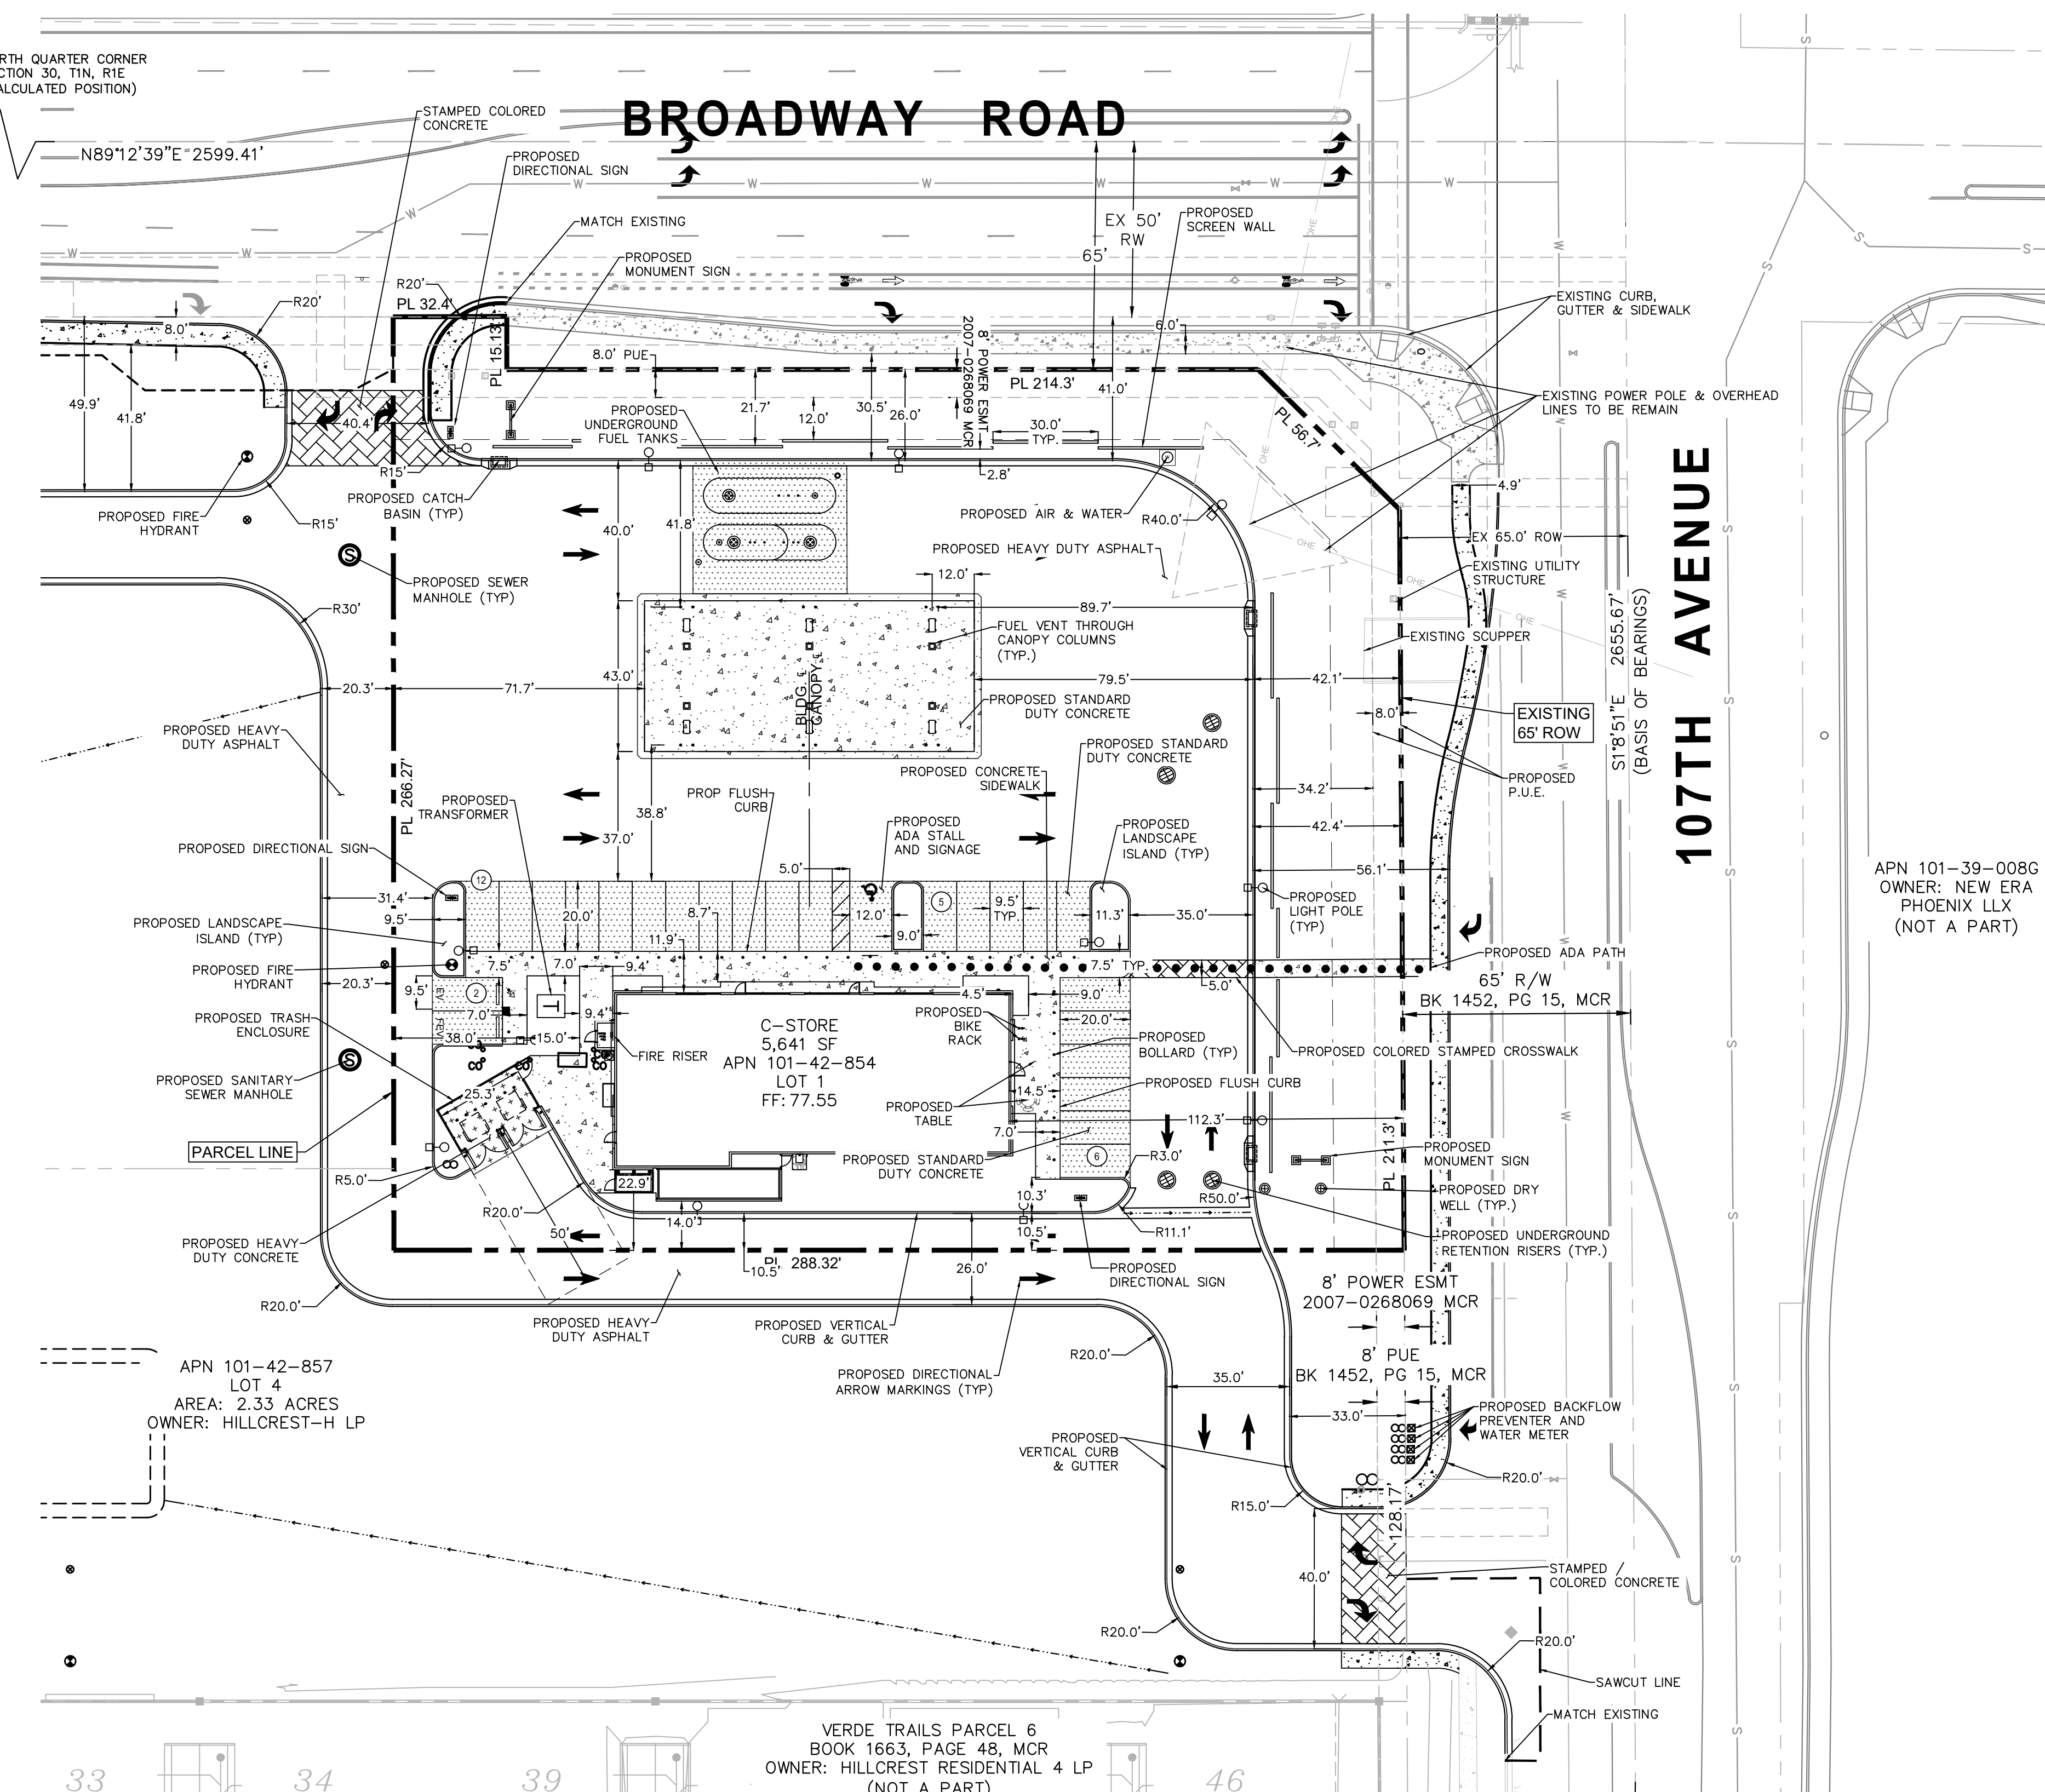 RTH QUARTER CORNER
CTION 30, T1N, R1E
ALCULATED POSITION)
N89°12'39"E 2599.41'
BROADWAY ROAD
STAMPED COLORED
CONCRETE
PROPOSED
DIRECTIONAL SIGN
MATCH EXISTING
PROPOSED
MONUMENT SIGN
EX 50'
RW
65'
PROPOSED
SCREEN WALL
EXISTING CURB,
GUTTER & SIDEWALK
EXISTING POWER POLE & OVERHEAD
LINES TO BE REMAIN
R20'
PL 32.4'
R20'
8.0'
PL 15.13'
8.0' PUE
6.0'
8' POWER ESMT
2007-0268069 MCR
PL 214.3'
PL 56.7'
41.0'
49.9'
41.8'
40.4'
21.7'
12.0'
30.5'
26.0'
30.0'
TYP.
2.8'
4.9'
PROPOSED
UNDERGROUND
FUEL TANKS
R15'
PROPOSED CATCH
BASIN (TYP)
PROPOSED FIRE
HYDRANT
R15'
S
PROPOSED SEWER
MANHOLE (TYP)
R30'
40.0'
41.8'
PROPOSED AIR & WATER
R40.0'
PROPOSED HEAVY DUTY ASPHALT
EX 65.0' ROW
EXISTING UTILITY
STRUCTURE
EXISTING SCUPPER
12.0'
89.7'
FUEL VENT THROUGH
CANOPY COLUMNS
(TYP.)
43.0'
BLDG.
CANOPY
PROPOSED STANDARD
DUTY CONCRETE
20.3'
71.7'
79.5'
42.1'
8.0'
EXISTING
65' ROW
S1°8'51"E 2655.67'
(BASIS OF BEARINGS)
107TH AVENUE
PROPOSED HEAVY
DUTY ASPHALT
PL 266.27'
PROPOSED
TRANSFORMER
PROP FLUSH
CURB
PROPOSED CONCRETE
SIDEWALK
PROPOSED STANDARD
DUTY CONCRETE
PROPOSED
P.U.E.
34.2'
42.4'
37.0'
38.8'
PROPOSED
ADA STALL
AND SIGNAGE
PROPOSED
LANDSCAPE
ISLAND (TYP)
PROPOSED DIRECTIONAL SIGN
56.1'
APN 101-39-008G
OWNER: NEW ERA
PHOENIX LLX
(NOT A PART)
12
5.0'
5
31.4'
9.5'
20.0'
8.7'
12.0'
9.0'
9.5'
TYP.
11.3'
35.0'
PROPOSED
LIGHT POLE
(TYP)
PROPOSED LANDSCAPE
ISLAND (TYP)
11.9'
PROPOSED ADA PATH
PROPOSED FIRE
HYDRANT
7.5'
7.0'
9.4'
7.5' TYP.
5.0'
65' R/W
BK 1452, PG 15, MCR
20.3'
9.5'
EV
2
4.5'
9.0'
7.0'
T
9.4'
PROPOSED TRASH
ENCLOSURE
38.0'
15.0'
FIRE RISER
C-STORE
5,641 SF
APN 101-42-854
LOT 1
FF: 77.55
PROPOSED
BIKE
RACK
20.0'
PROPOSED
BOLLARD (TYP)
PROPOSED COLORED STAMPED CROSSWALK
S
PROPOSED SANITARY
SEWER MANHOLE
25.3'
14.5'
PROPOSED FLUSH CURB
PROPOSED
TABLE
112.3'
7.0'
PARCEL LINE
PROPOSED STANDARD
DUTY CONCRETE
6
R3.0'
PROPOSED
MONUMENT SIGN
PL 211.3'
R5.0'
22.9'
10.3'
R50.0'
PROPOSED DRY
WELL (TYP.)
R20.0'
14.0'
50'
10.5'
R11.1'
PROPOSED HEAVY
DUTY CONCRETE
PROPOSED UNDERGROUND
RETENTION RISERS (TYP.)
PL 288.32'
10.5'
26.0'
PROPOSED
DIRECTIONAL SIGN
8' POWER ESMT
2007-0268069 MCR
R20.0'
PROPOSED HEAVY
DUTY ASPHALT
PROPOSED VERTICAL
CURB & GUTTER
R20.0'
8' PUE
BK 1452, PG 15, MCR
APN 101-42-857
LOT 4
AREA: 2.33 ACRES
OWNER: HILLCREST-H LP
PROPOSED DIRECTIONAL
ARROW MARKINGS (TYP)
35.0'
33.0'
PROPOSED BACKFLOW
PREVENTER AND
WATER METER
PROPOSED
VERTICAL CURB
& GUTTER
R20.0'
R15.0'
128.17'
40.0'
STAMPED /
COLORED CONCRETE
R20.0'
R20.0'
SAWCUT LINE
MATCH EXISTING
VERDE TRAILS PARCEL 6
BOOK 1663, PAGE 48, MCR
OWNER: HILLCREST RESIDENTIAL 4 LP
(NOT A PART)
33
34
39
46